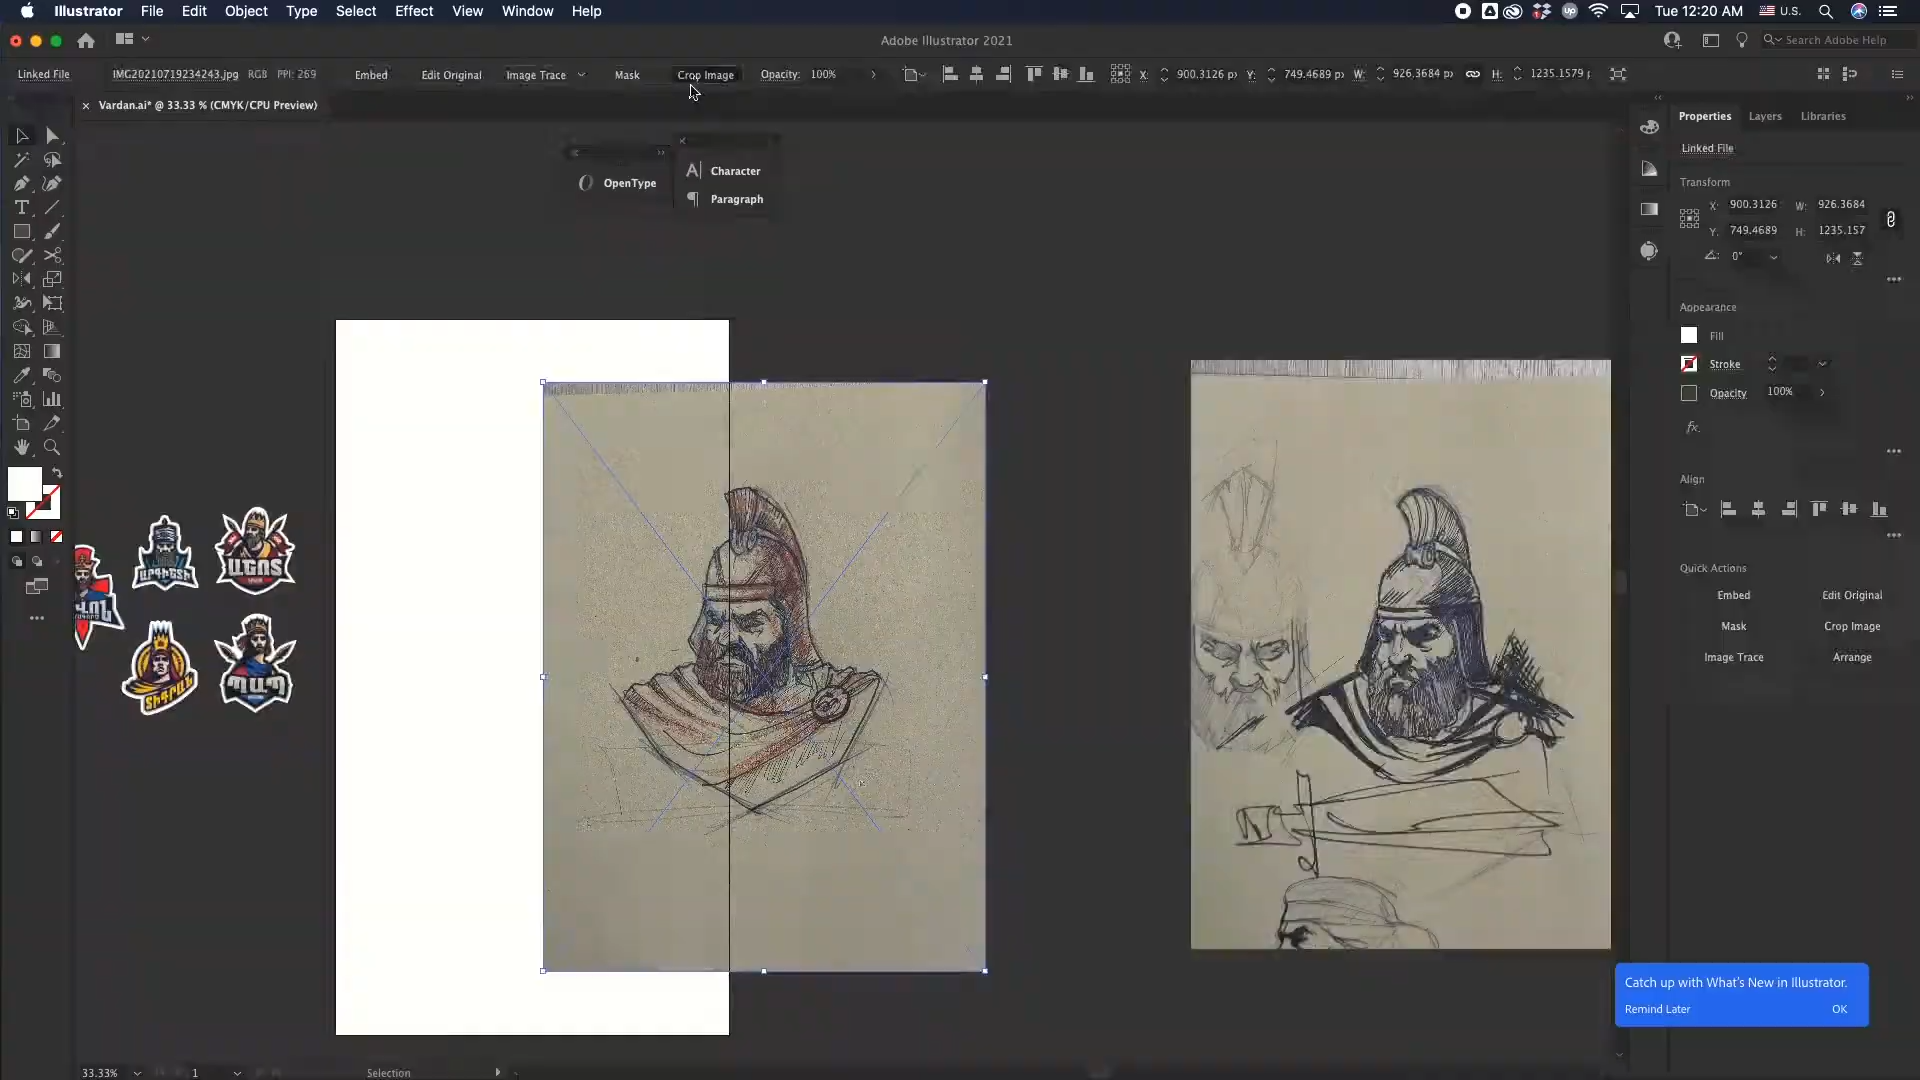 Illustrator File Edit Object Type Select Effect View Window Help
Tue 12:20 AM U.S.
Adobe Illustrator 2021
Search Adobe Help
Linked File IMG20210719234243.jpg RGB PPI: 269 Embed Edit Original Image Trace Mask Crop Image Opacity: 100% X: 900.3126 p Y: 749.4689 p W: 926.3684 p H: 1235.1579
Vardan.ai* @ 33.33 % (CMYK/CPU Preview)
Properties Layers Libraries
Linked File
OpenType
Character
Paragraph
Transform
X: 900.3126 W: 926.3684
Y: 749.4689 H: 1235.157
0°
Appearance
Fill
Stroke
Opacity 100%
fx.
Align
Quick Actions
Embed Edit Original
Mask Crop Image
Image Trace Arrange
ԱՇՈՏ
ՏԻԳՐԱՆ
ՊԱՊ
Catch up with What's New in Illustrator.
Remind Later OK
33.33% 1 Selection